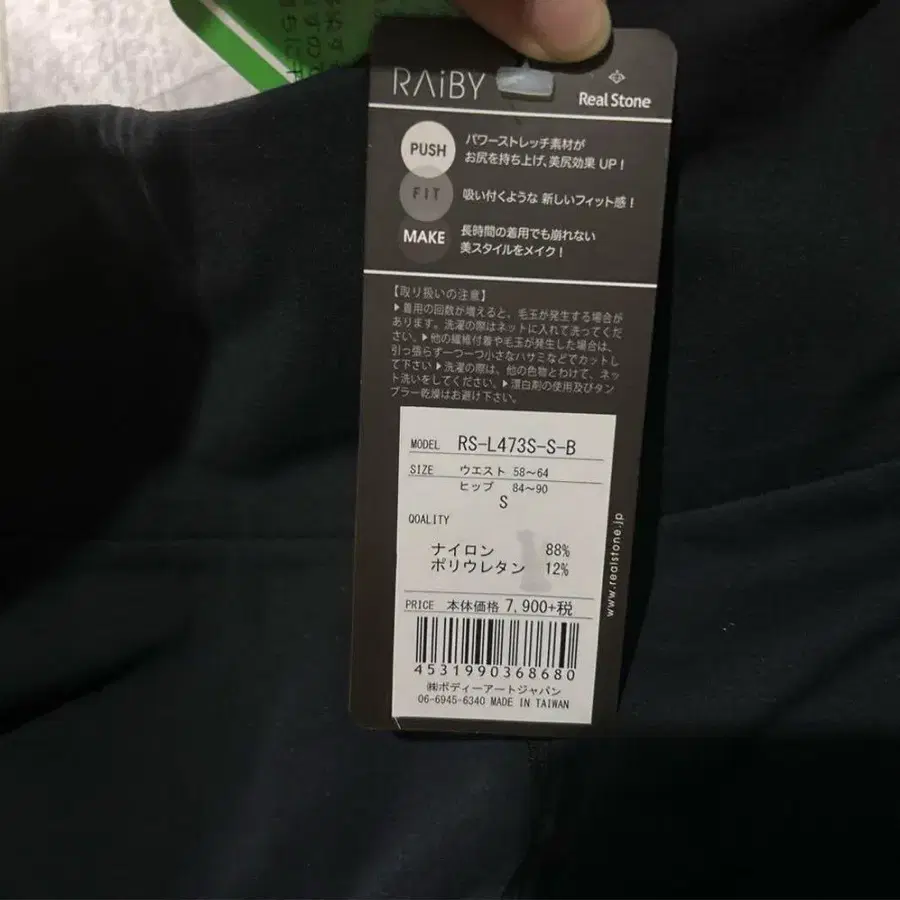 RAiBY
Real Stone
PUSH
パワーストレッチ素材が
お尻を持ち上げ、美尻効果 UP！
FIT
吸い付くような 新しいフィット感！
MAKE
長時間の着用でも崩れない
美スタイルをメイク！
【取り扱いの注意】
▶着用の回数が増えると、毛玉が発生する場合が
あります。洗濯の際はネットに入れて洗ってくだ
さい。▶他の繊維付着や毛玉が発生した場合は、
引っ張らず一つ一つ小さなハサミなどでカットし
て下さい▶洗濯の際は、他の色物とわけて、ネッ
ト洗いをしてください。▶漂白剤の使用及びタン
ブラー乾燥はお避け下さい。
MODEL RS-L473S-S-B
SIZE ウエスト 58～64
ヒップ 84～90
S
QOALITY
ナイロン 88%
ポリウレタン 12%
PRICE 本体価格 7,900+税
4531990368680
㈱ボディーアートジャパン
06-6945-6340 MADE IN TAIWAN
www.realstone.jp